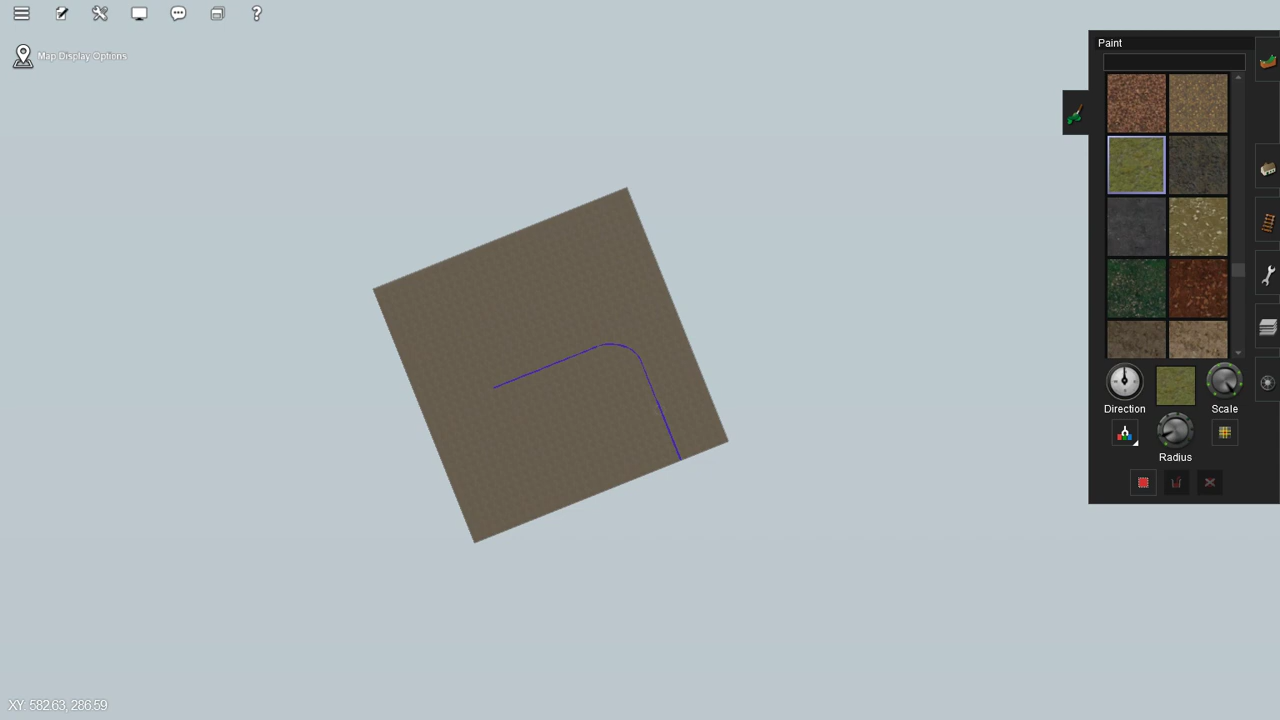 Map Display Options
Paint
Direction
Scale
Radius
XY: 582.63, 286.59